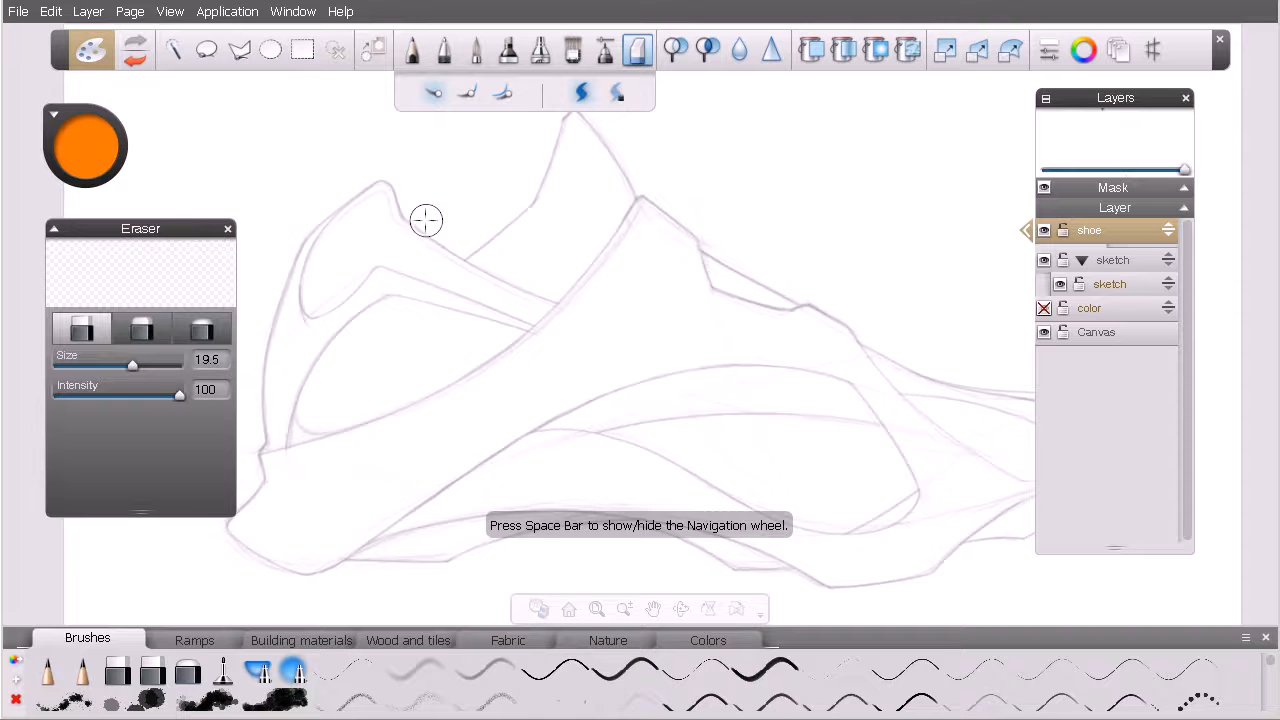 File Edit Layer Page View Application Window Help
Layers
Mask
Layer
shoe
sketch
sketch
color
Canvas
Eraser
Size 19.5
Intensity 100
Press Space Bar to show/hide the Navigation wheel.
Brushes Ramps Building materials Wood and tiles Fabric Nature Colors